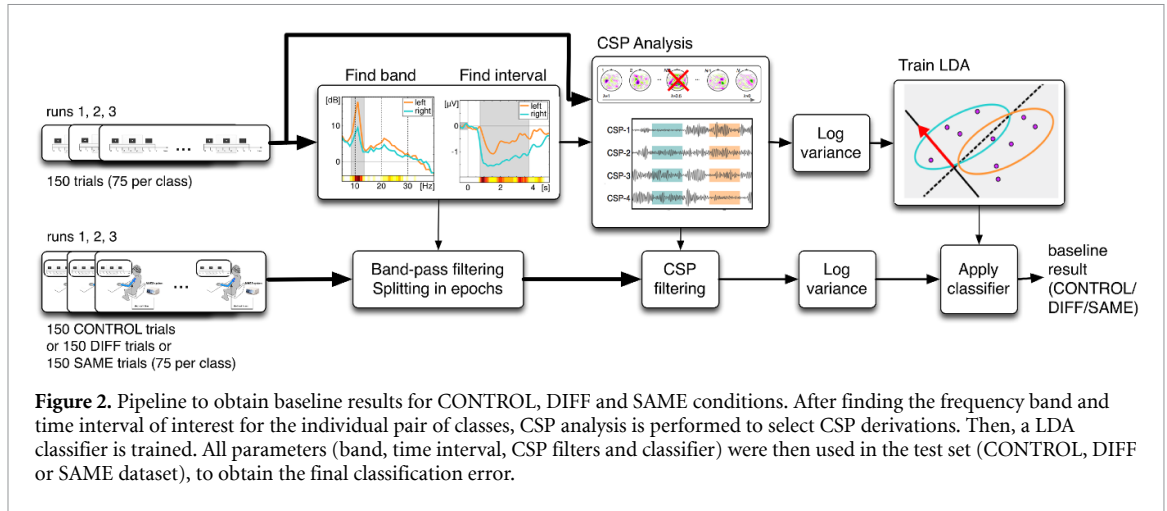 CSP Analysis
Find band
Find interval
Train LDA
[dB]
left
right
10
0
0
10
20
30
[Hz]
[µV]
left
right
0
-1
0
2
4
[s]
CSP-1
CSP-2
CSP-3
CSP-4
Log
variance
runs 1, 2, 3
...
150 trials (75 per class)
runs 1, 2, 3
...
150 CONTROL trials
or 150 DIFF trials or
150 SAME trials (75 per class)
Band-pass filtering
Splitting in epochs
CSP
filtering
Log
variance
Apply
classifier
baseline
result
(CONTROL/
DIFF/SAME)
Figure 2. Pipeline to obtain baseline results for CONTROL, DIFF and SAME conditions. After finding the frequency band and
time interval of interest for the individual pair of classes, CSP analysis is performed to select CSP derivations. Then, a LDA
classifier is trained. All parameters (band, time interval, CSP filters and classifier) were then used in the test set (CONTROL, DIFF
or SAME dataset), to obtain the final classification error.